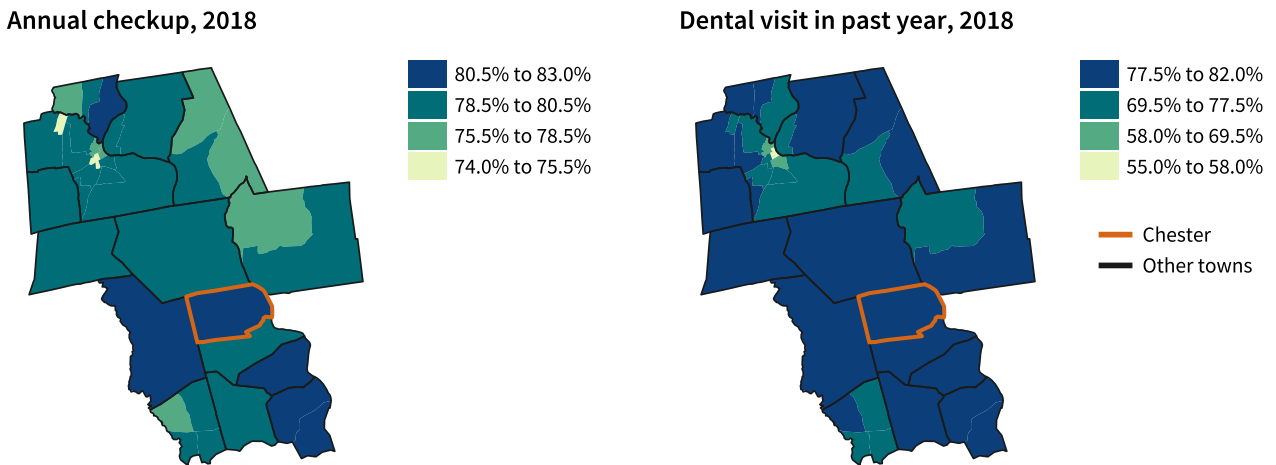 Annual checkup, 2018
80.5% to 83.0%
78.5% to 80.5%
75.5% to 78.5%
74.0% to 75.5%
Dental visit in past year, 2018
77.5% to 82.0%
69.5% to 77.5%
58.0% to 69.5%
55.0% to 58.0%
Chester
Other towns